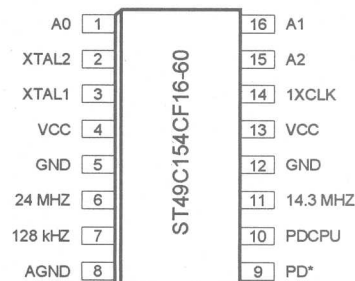 A0 1
XTAL2 2
XTAL1 3
VCC 4
GND 5
24 MHZ 6
128 kHZ 7
AGND 8
ST49C154CF16-60
16 A1
15 A2
14 1XCLK
13 VCC
12 GND
11 14.3 MHZ
10 PDCPU
9 PD*